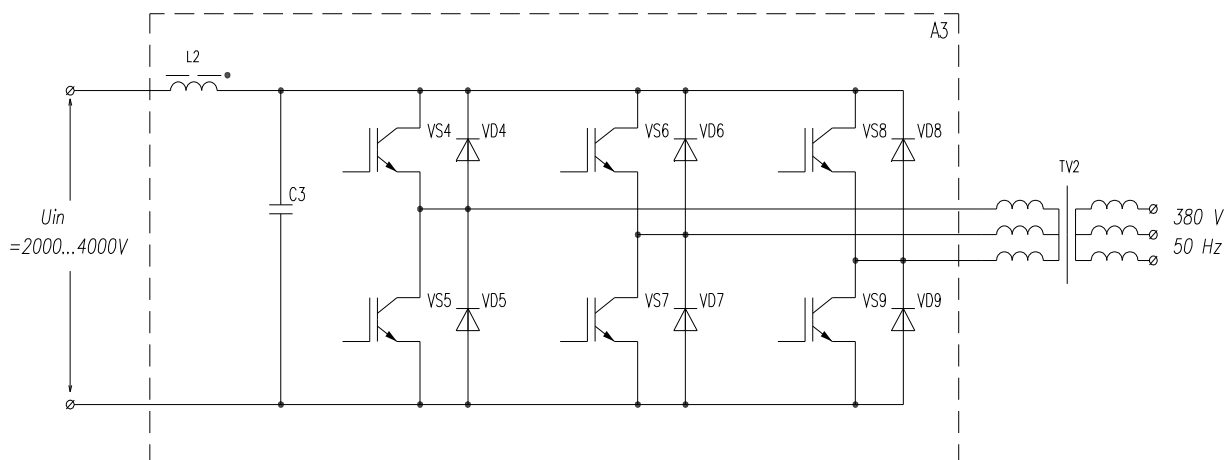 A3
L2
VS4 VD4 VS6 VD6 VS8 VD8
TV2
C3
Uin
=2000...4000V
380 V
50 Hz
VS5 VD5 VS7 VD7 VS9 VD9